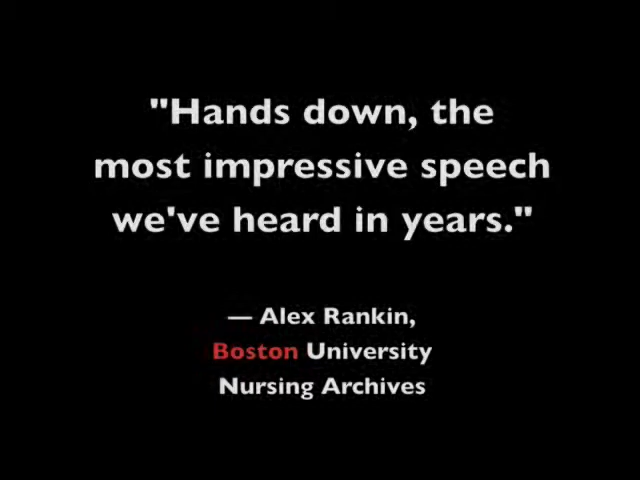 "Hands down, the
most impressive speech
we've heard in years."
— Alex Rankin,
Boston University
Nursing Archives